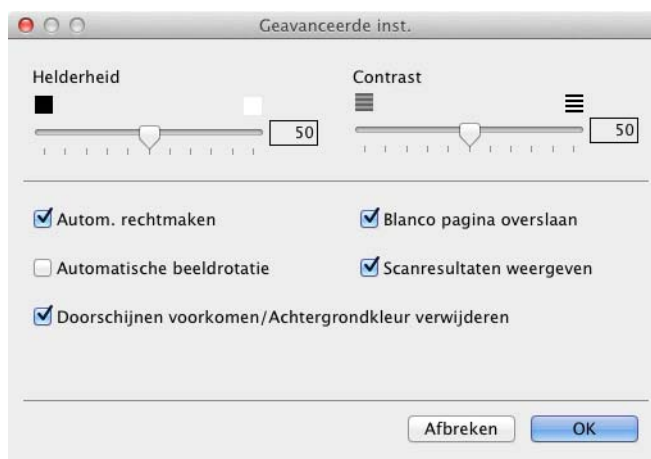 Geavanceerde inst.
Helderheid
Contrast
50
50
Autom. rechtmaken
Blanco pagina overslaan
Automatische beeldrotatie
Scanresultaten weergeven
Doorschijnen voorkomen/Achtergrondkleur verwijderen
Afbreken
OK